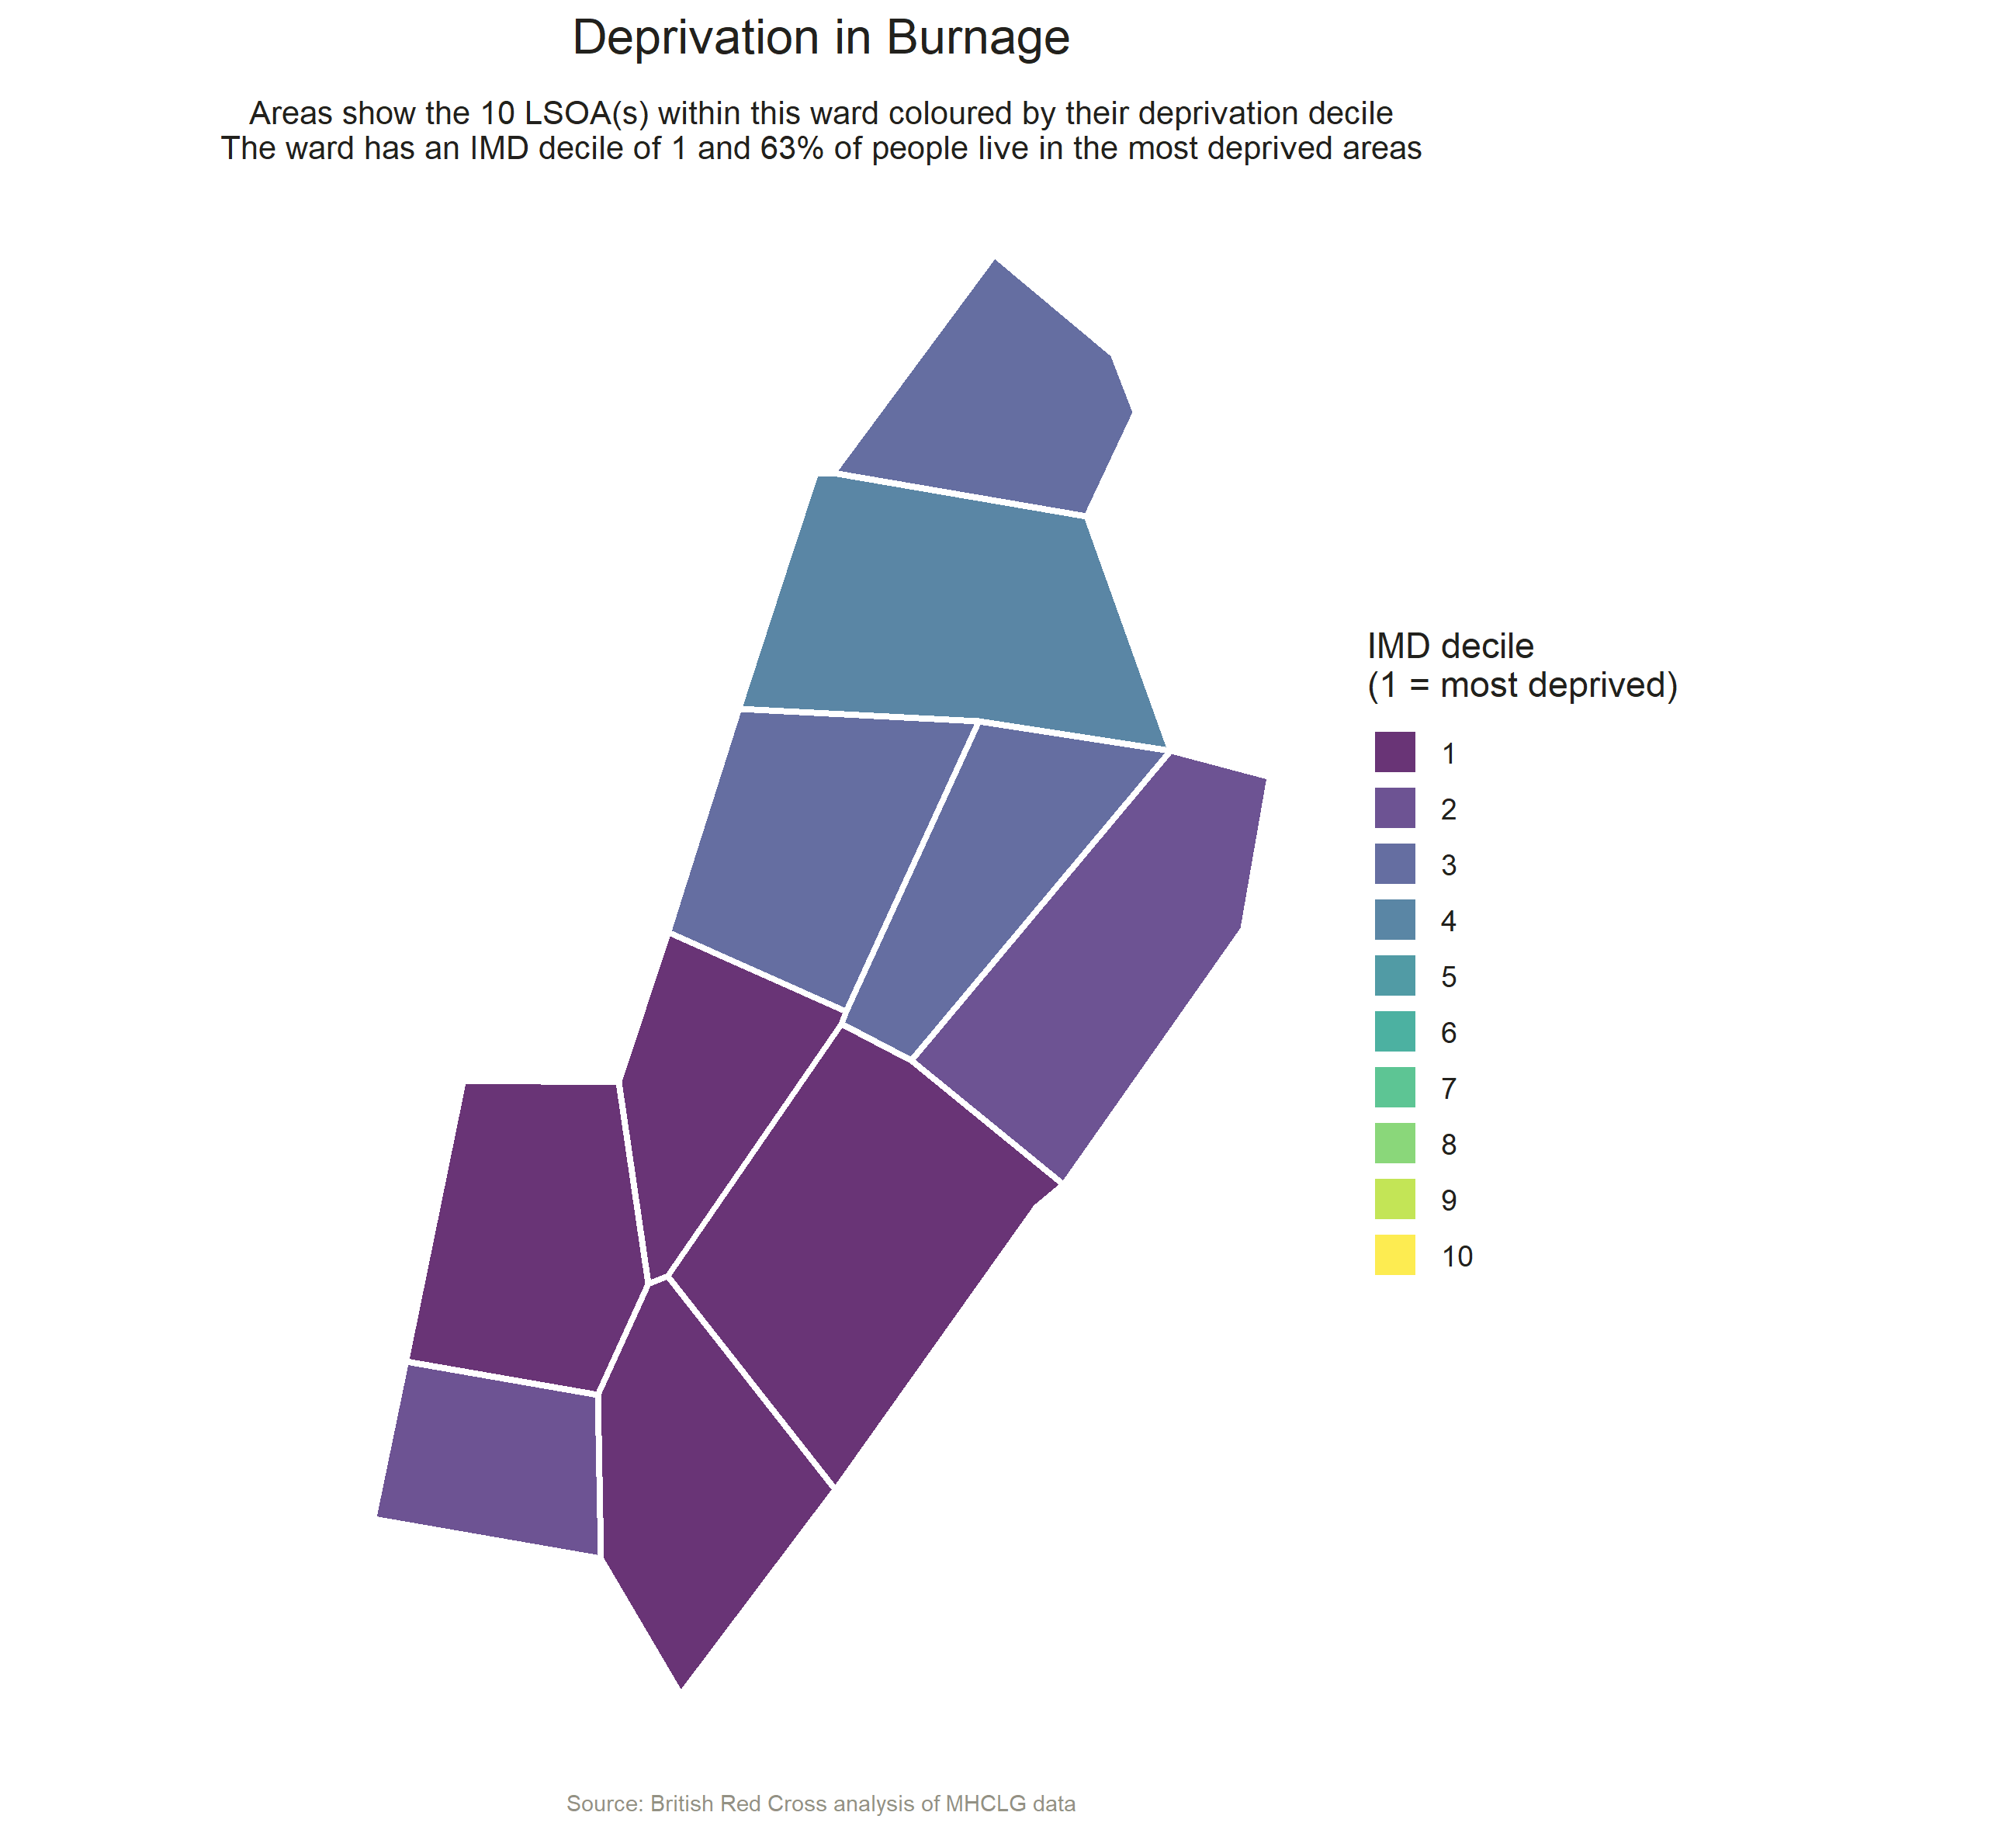 Deprivation in Burnage
Areas show the 10 LSOA(s) within this ward coloured by their deprivation decile
The ward has an IMD decile of 1 and 63% of people live in the most deprived areas
IMD decile
(1 = most deprived)
1
2
3
4
5
6
7
8
9
10
Source: British Red Cross analysis of MHCLG data